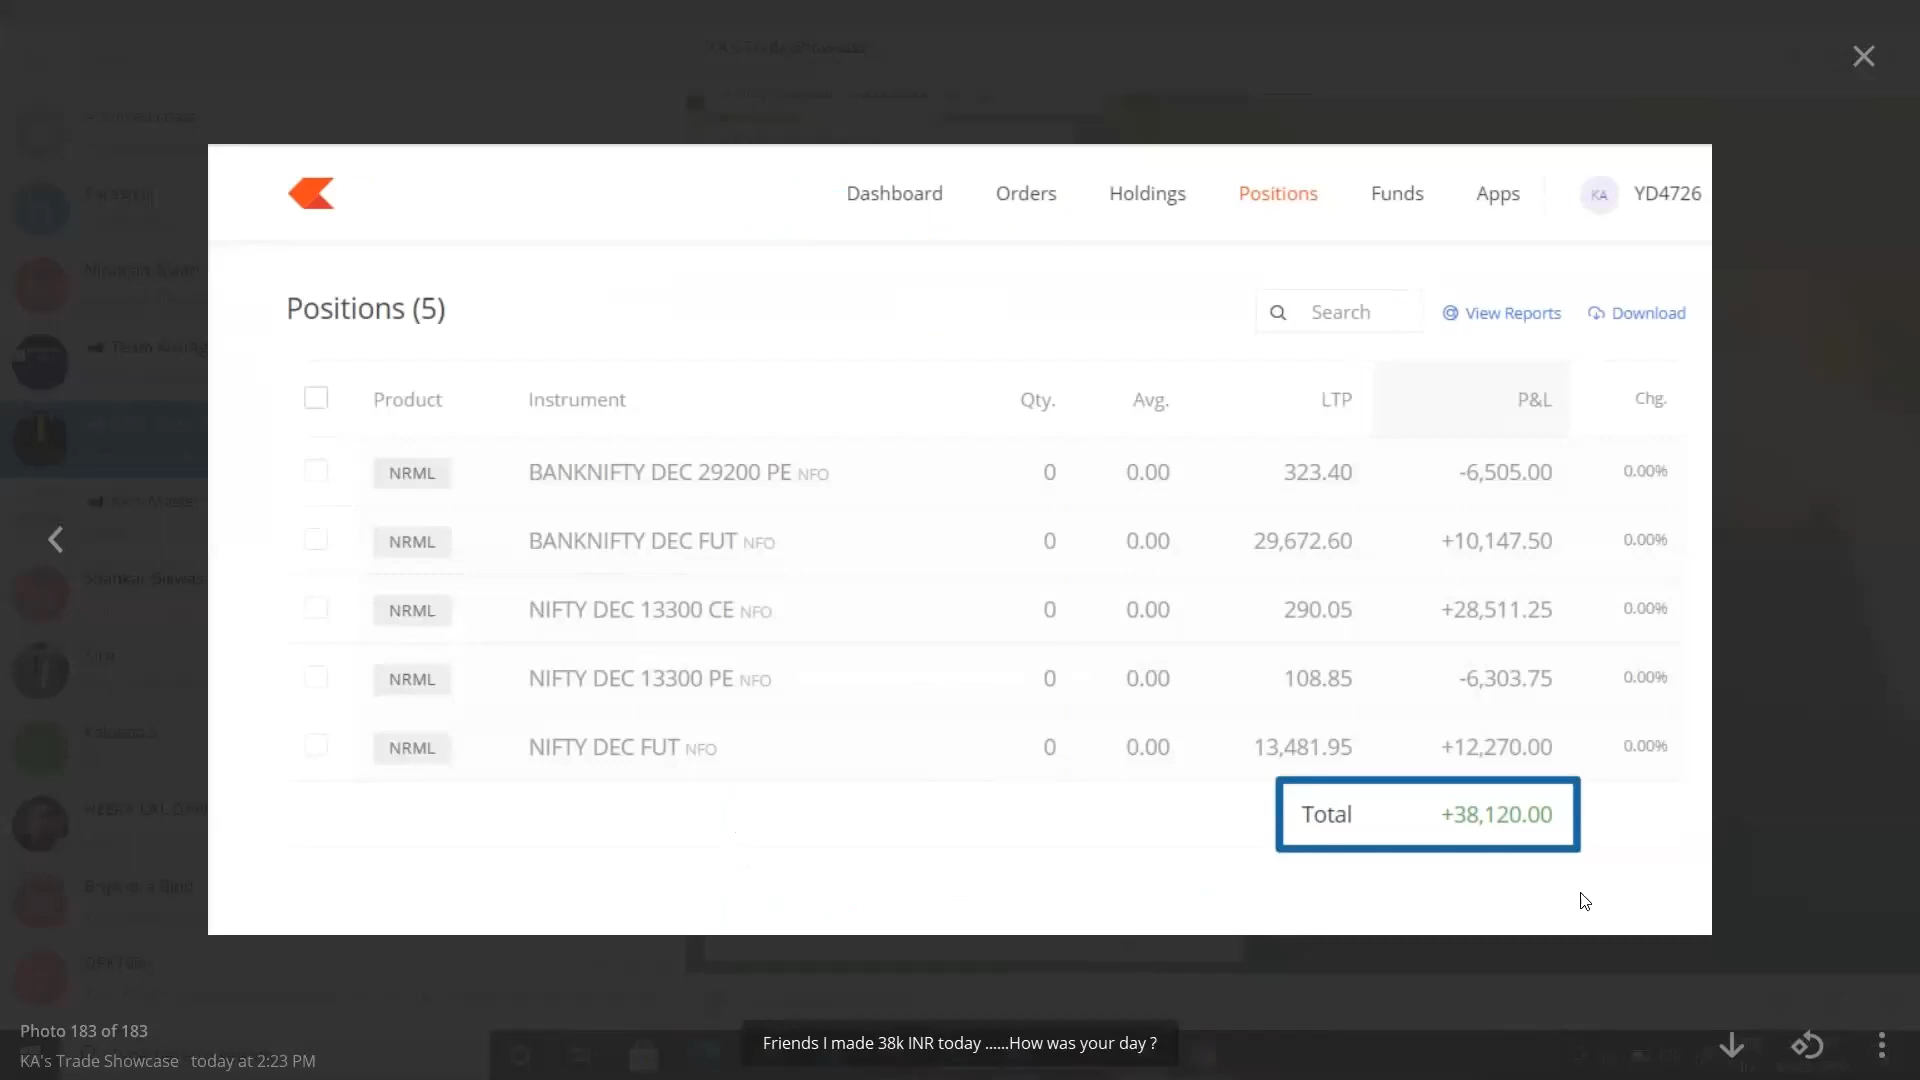 Dashboard Orders Holdings Positions Funds Apps KA YD4726
Positions (5)
Search View Reports Download
Product Instrument Qty. Avg. LTP P&L Chg.
NRML BANKNIFTY DEC 29200 PE NFO 0 0.00 323.40 -6,505.00 0.00%
NRML BANKNIFTY DEC FUT NFO 0 0.00 29,672.60 +10,147.50 0.00%
NRML NIFTY DEC 13300 CE NFO 0 0.00 290.05 +28,511.25 0.00%
NRML NIFTY DEC 13300 PE NFO 0 0.00 108.85 -6,303.75 0.00%
NRML NIFTY DEC FUT NFO 0 0.00 13,481.95 +12,270.00 0.00%
Total +38,120.00
Photo 183 of 183
Friends I made 38k INR today ......How was your day ?
KA's Trade Showcase today at 2:23 PM